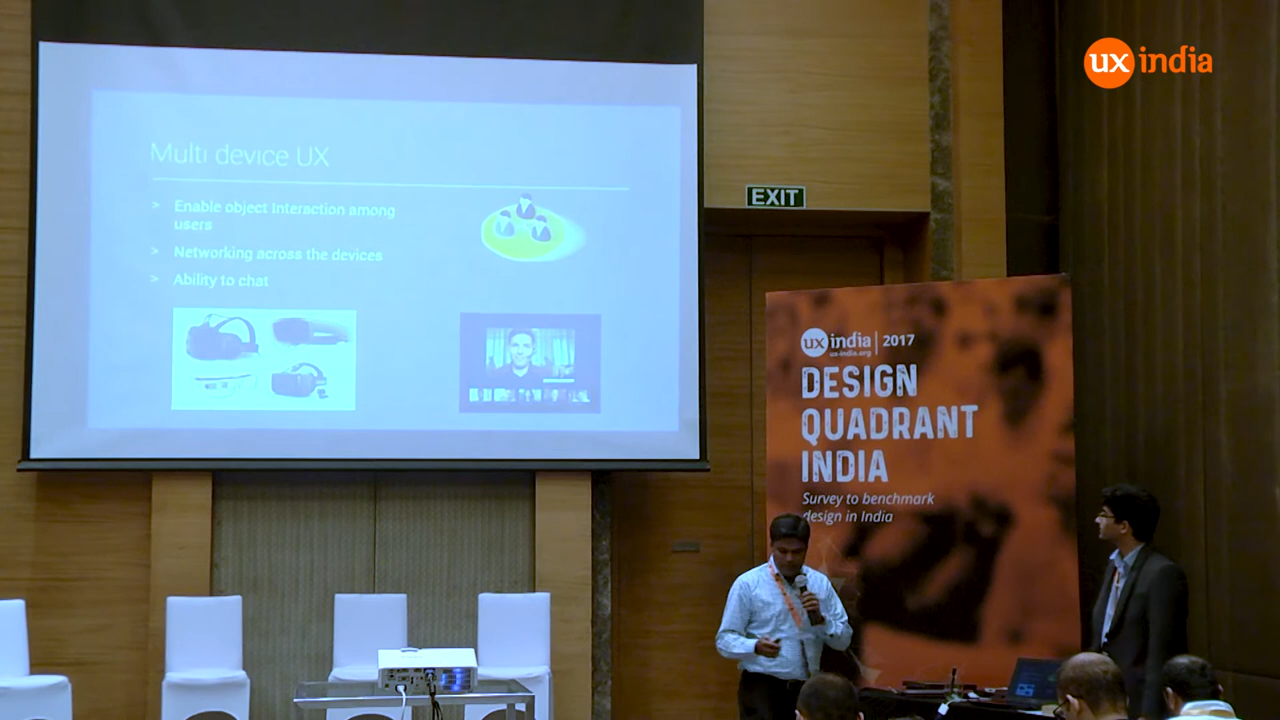 ux india
Multi device UX
> Enable object Interaction among
users
> Networking across the devices
> Ability to chat
EXIT
ux india | 2017
ux-india.org
DESIGN
QUADRANT
INDIA
Survey to benchmark
design in India